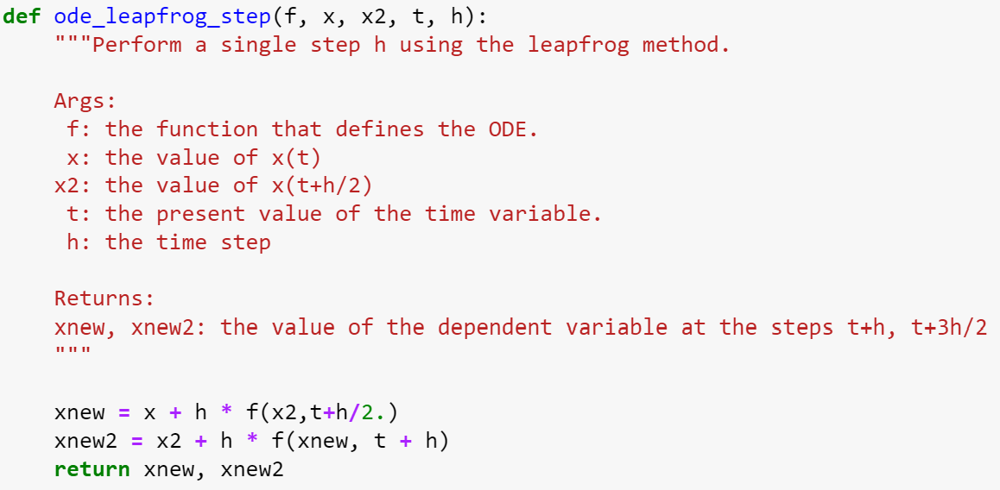 def ode_leapfrog_step(f, x, x2, t, h):
    """Perform a single step h using the leapfrog method.

    Args:
     f: the function that defines the ODE.
     x: the value of x(t)
    x2: the value of x(t+h/2)
     t: the present value of the time variable.
     h: the time step

    Returns:
    xnew, xnew2: the value of the dependent variable at the steps t+h, t+3h/2
    """

    xnew = x + h * f(x2,t+h/2.)
    xnew2 = x2 + h * f(xnew, t + h)
    return xnew, xnew2